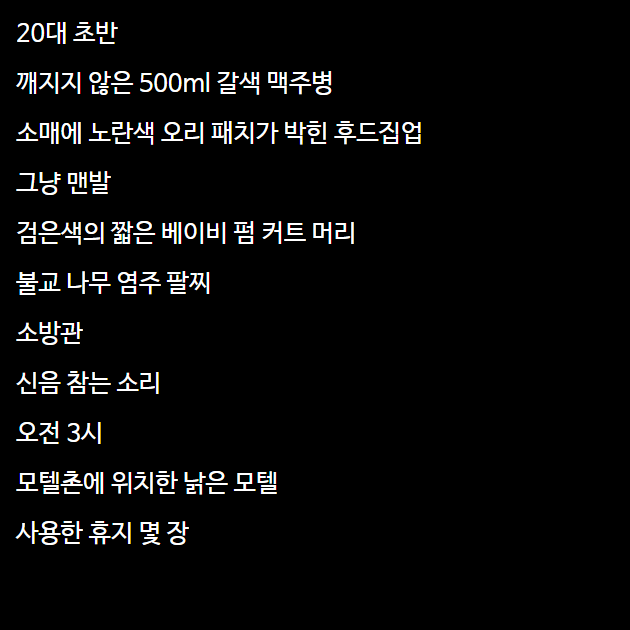 20대 초반
깨지지 않은 500ml 갈색 맥주병
소매에 노란색 오리 패치가 박힌 후드집업
그냥 맨발
검은색의 짧은 베이비 펌 커트 머리
불교 나무 염주 팔찌
소방관
신음 참는 소리
오전 3시
모텔촌에 위치한 낡은 모텔
사용한 휴지 몇 장